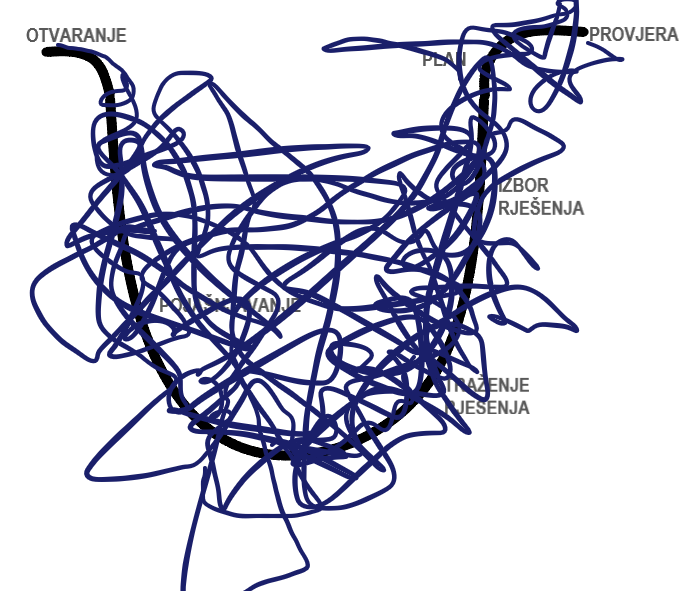 OTVARANJE
PROVJERA
PLAN
IZBOR
RJEŠENJA
TRAŽENJE
RJEŠENJA